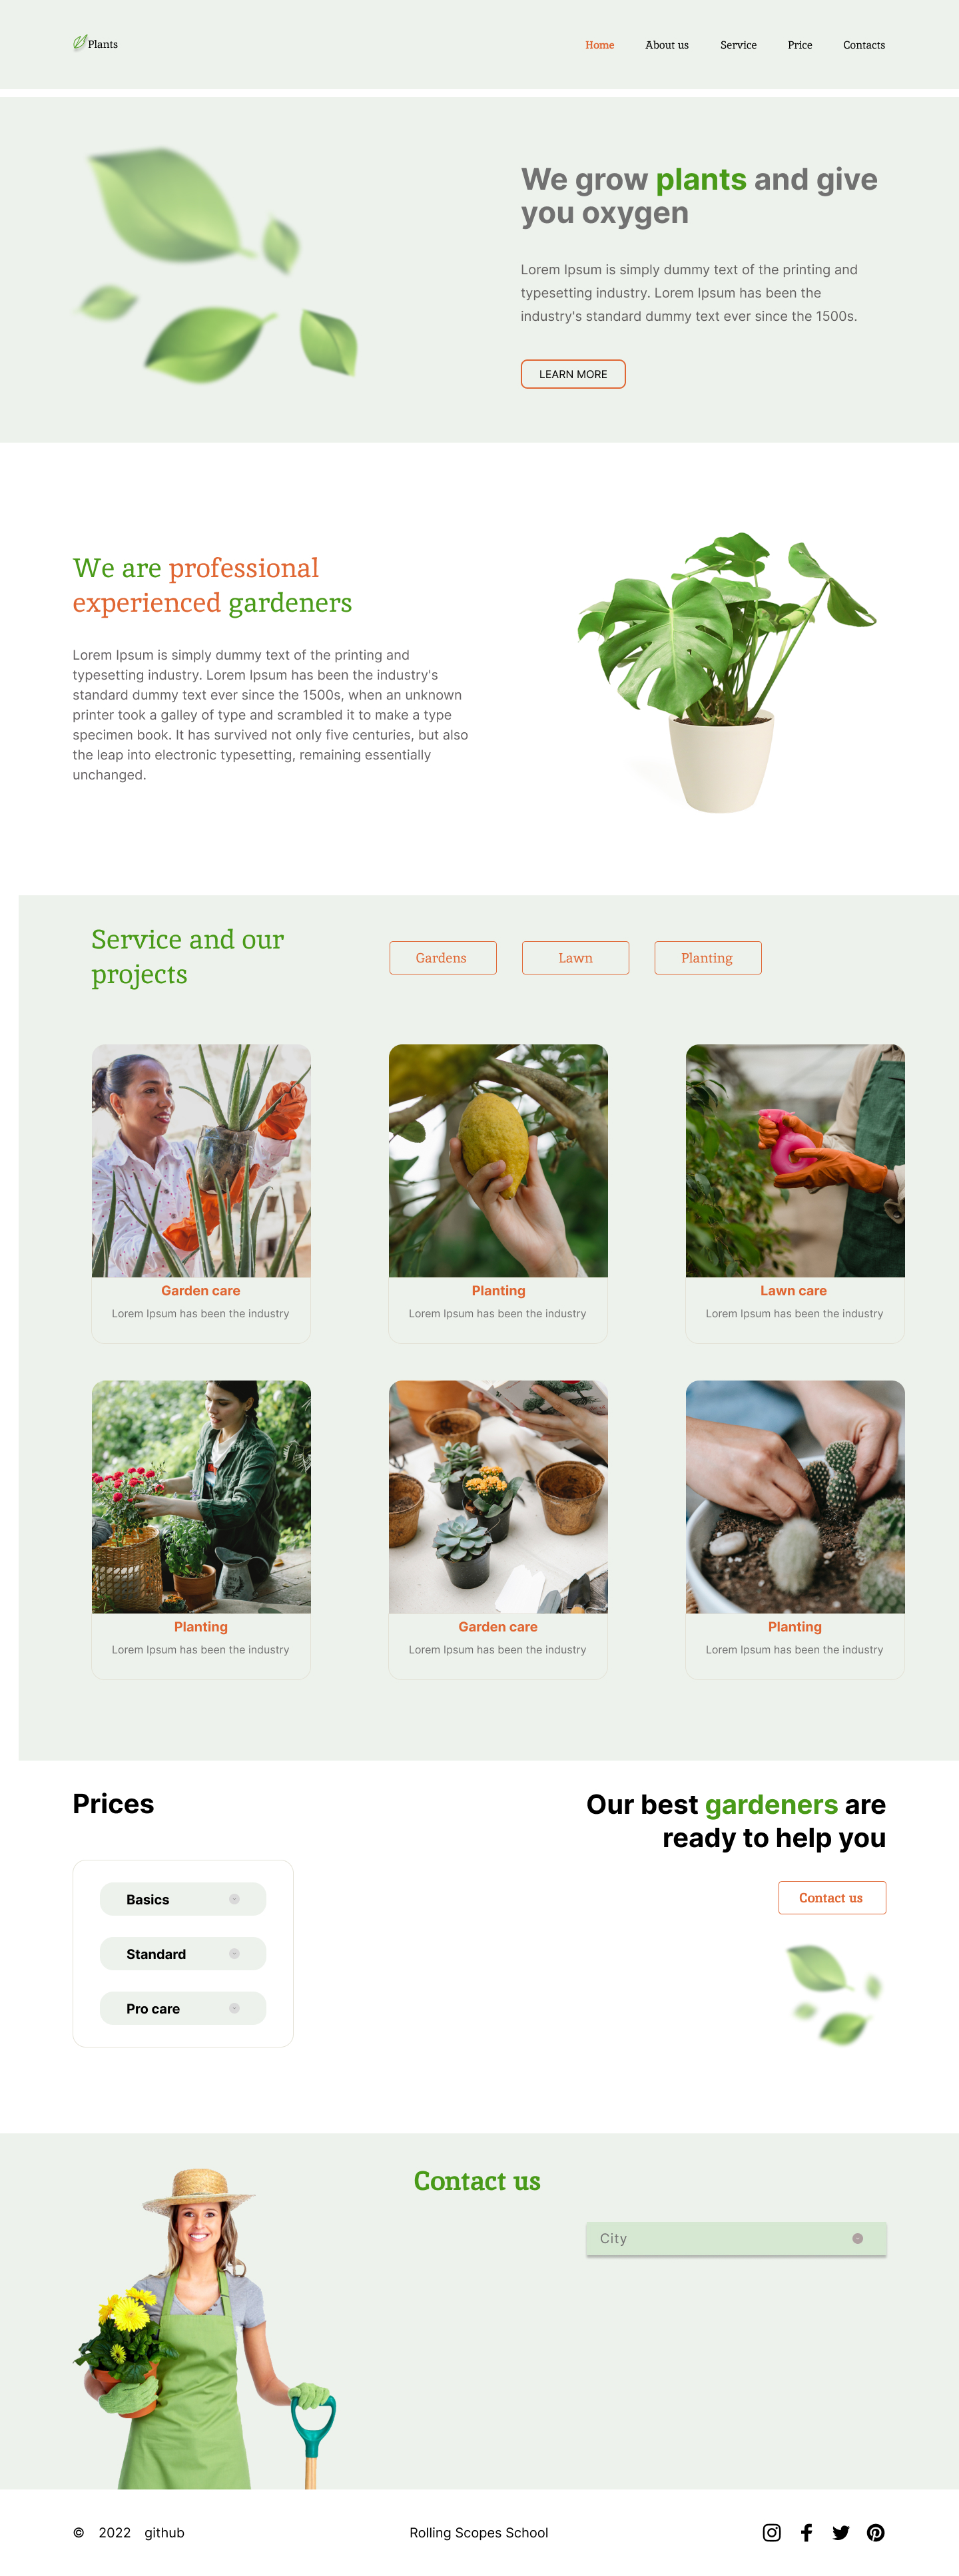 Plants
Home
About us
Service
Price
Contacts
We grow plants and give
you oxygen
Lorem Ipsum is simply dummy text of the printing and
typesetting industry. Lorem Ipsum has been the
industry's standard dummy text ever since the 1500s.
LEARN MORE
We are professional
experienced gardeners
Lorem Ipsum is simply dummy text of the printing and
typesetting industry. Lorem Ipsum has been the industry's
standard dummy text ever since the 1500s, when an unknown
printer took a galley of type and scrambled it to make a type
specimen book. It has survived not only five centuries, but also
the leap into electronic typesetting, remaining essentially
unchanged.
Service and our
projects
Gardens
Lawn
Planting
Garden care
Lorem Ipsum has been the industry
Planting
Lorem Ipsum has been the industry
Lawn care
Lorem Ipsum has been the industry
Planting
Lorem Ipsum has been the industry
Garden care
Lorem Ipsum has been the industry
Planting
Lorem Ipsum has been the industry
Prices
Basics
Standard
Pro care
Our best gardeners are
ready to help you
Contact us
Contact us
City
© 2022 github
Rolling Scopes School